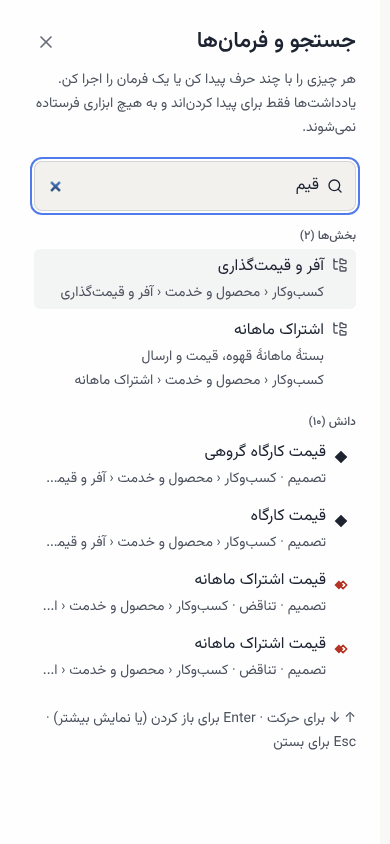 جستجو و فرمان‌ها
هر چیزی را با چند حرف پیدا کن یا یک فرمان را اجرا کن.
یادداشت‌ها فقط برای پیدا کردن‌اند و به هیچ ابزاری فرستاده
نمی‌شوند.
قیم
بخش‌ها (۲)
آفر و قیمت‌گذاری
کسب‌وکار › محصول و خدمت › آفر و قیمت‌گذاری
اشتراک ماهانه
بستهٔ ماهانهٔ قهوه، قیمت و ارسال
کسب‌وکار › محصول و خدمت › اشتراک ماهانه
دانش (۱۰)
قیمت کارگاه گروهی
تصمیم · کسب‌وکار › محصول و خدمت › آفر و قیم...
قیمت کارگاه
تصمیم · کسب‌وکار › محصول و خدمت › آفر و قیم...
قیمت اشتراک ماهانه
تصمیم · تناقض · کسب‌وکار › محصول و خدمت › ا...
قیمت اشتراک ماهانه
تصمیم · تناقض · کسب‌وکار › محصول و خدمت › ا...
↑ ↓ برای حرکت · Enter برای باز کردن (یا نمایش بیشتر) ·
Esc برای بستن